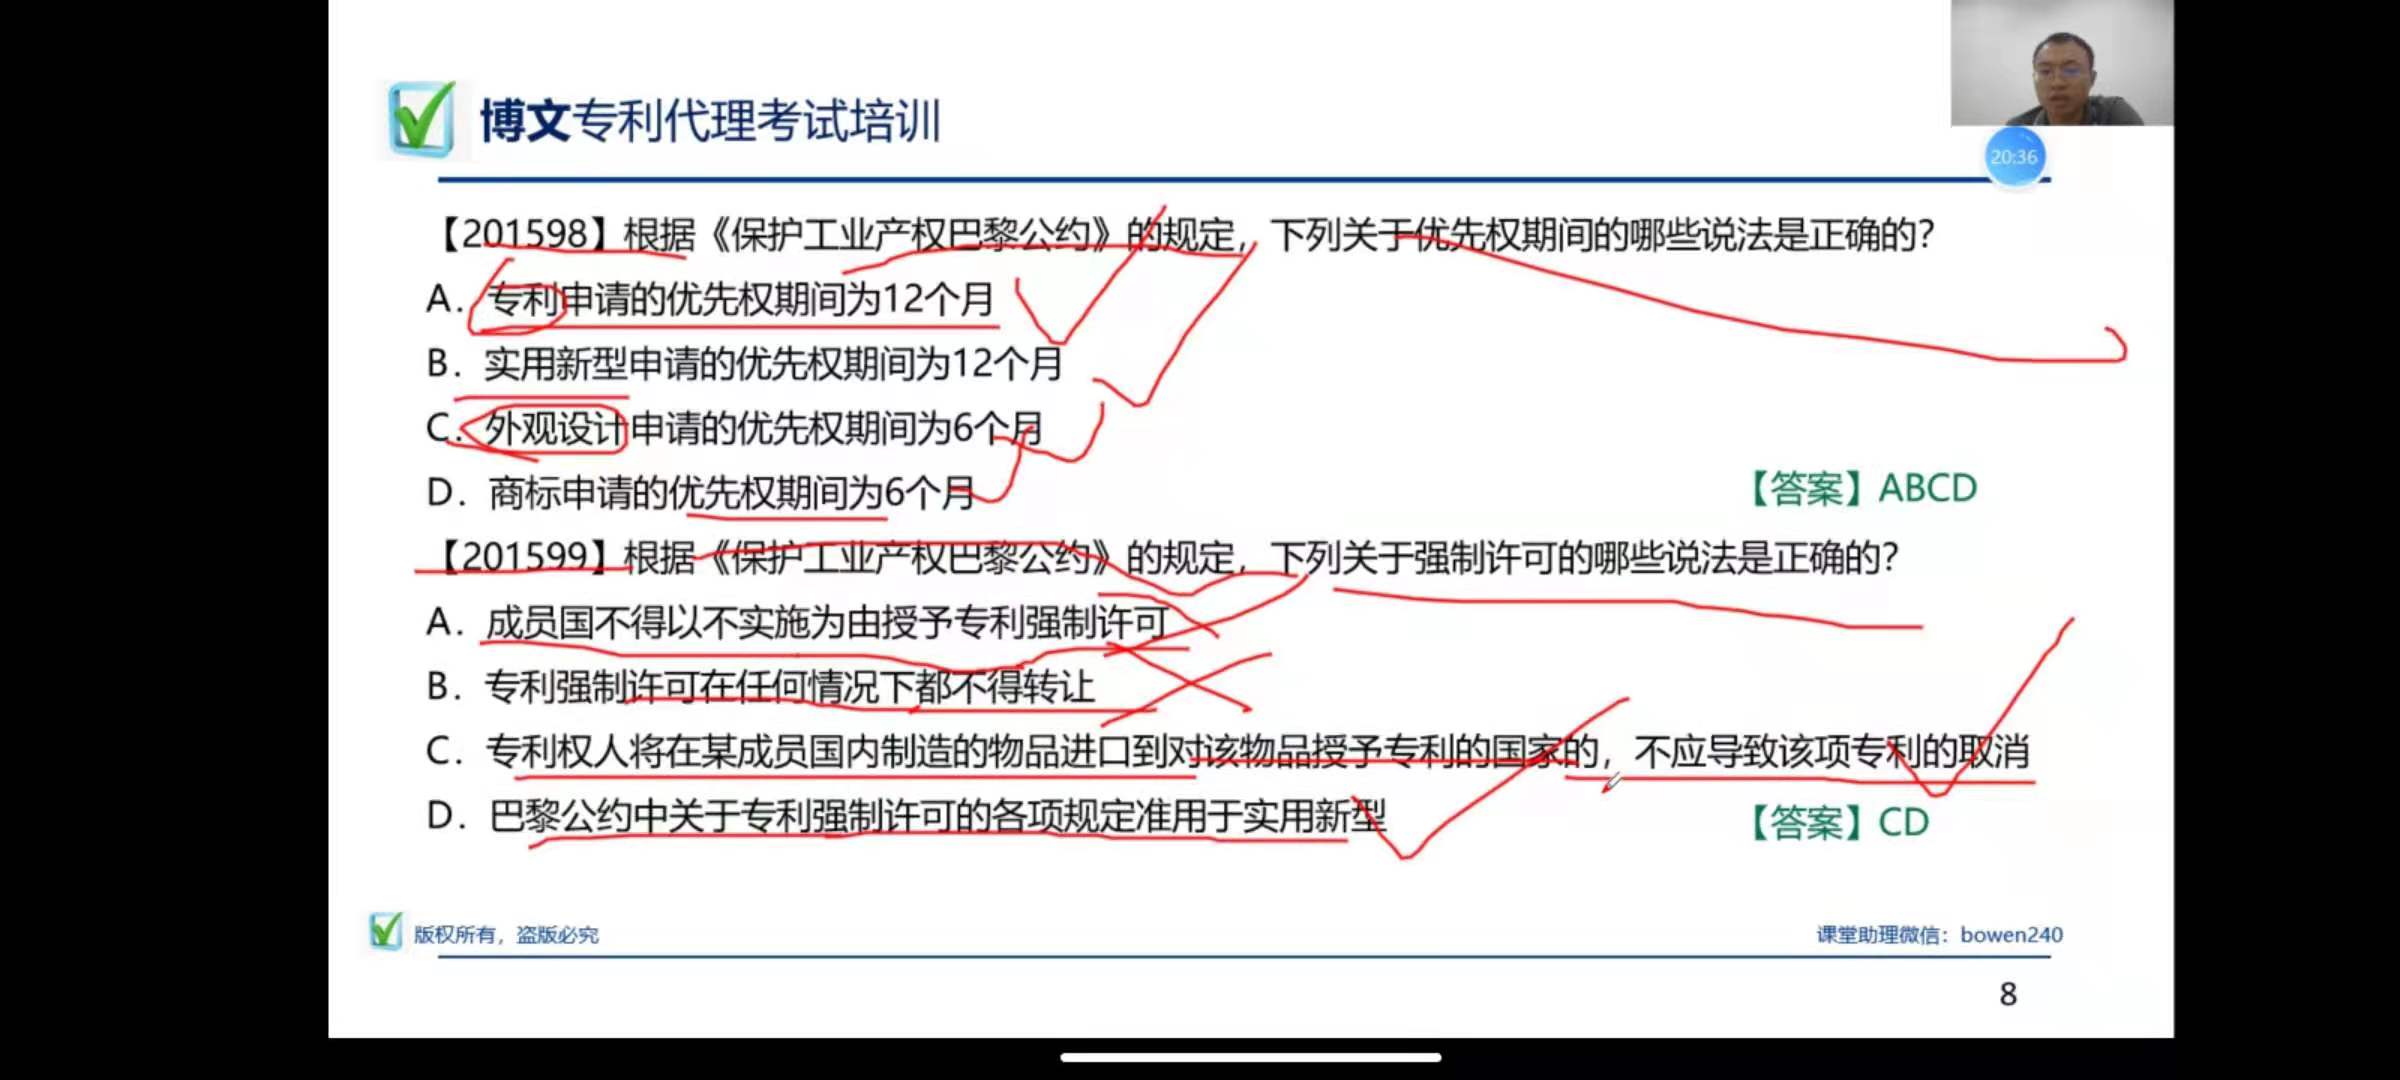 博文专利代理考试培训
20:36
【201598】根据《保护工业产权巴黎公约》的规定，下列关于优先权期间的哪些说法是正确的？
A．专利申请的优先权期间为12个月
B．实用新型申请的优先权期间为12个月
C．外观设计申请的优先权期间为6个月
D．商标申请的优先权期间为6个月
【答案】ABCD
【201599】根据《保护工业产权巴黎公约》的规定，下列关于强制许可的哪些说法是正确的？
A．成员国不得以不实施为由授予专利强制许可
B．专利强制许可在任何情况下都不得转让
C．专利权人将在某成员国内制造的物品进口到对该物品授予专利的国家的，不应导致该项专利的取消
D．巴黎公约中关于专利强制许可的各项规定准用于实用新型
【答案】CD
版权所有，盗版必究
课堂助理微信：bowen240
8